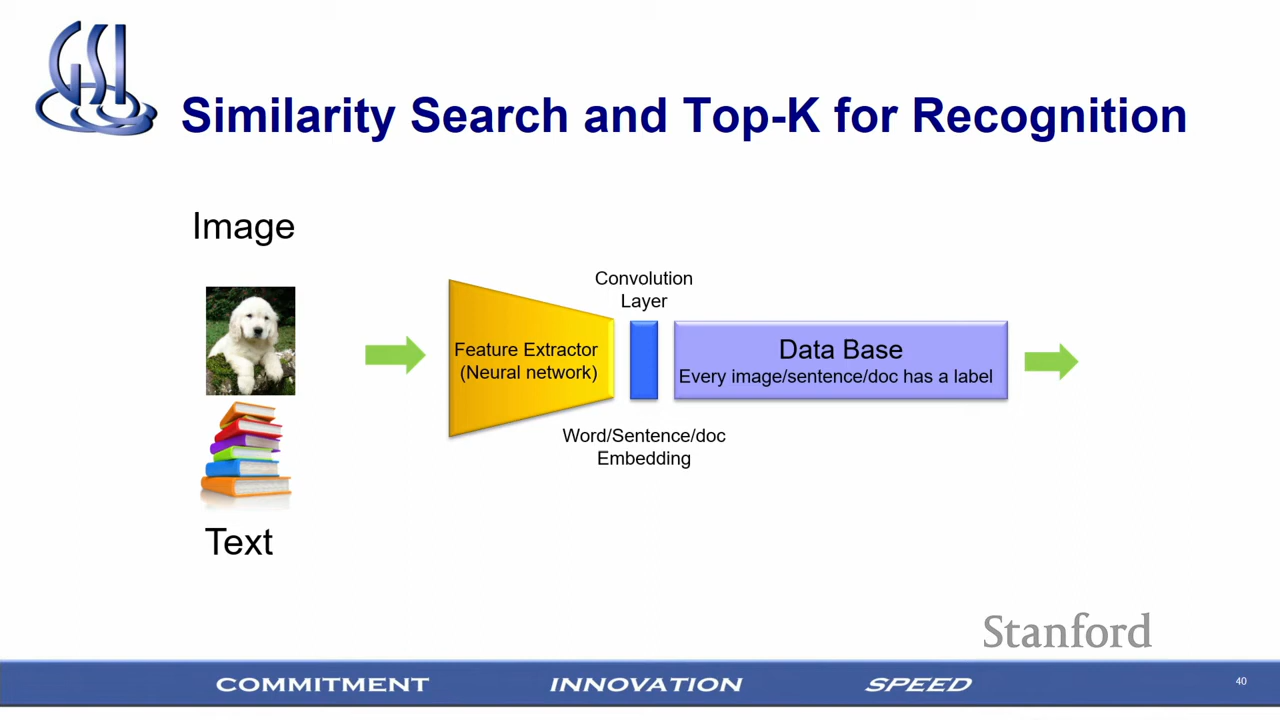 GSI
Similarity Search and Top-K for Recognition
Image
Convolution
Layer
Feature Extractor
(Neural network)
Data Base
Every image/sentence/doc has a label
Word/Sentence/doc
Embedding
Text
Stanford
COMMITMENT INNOVATION SPEED 40